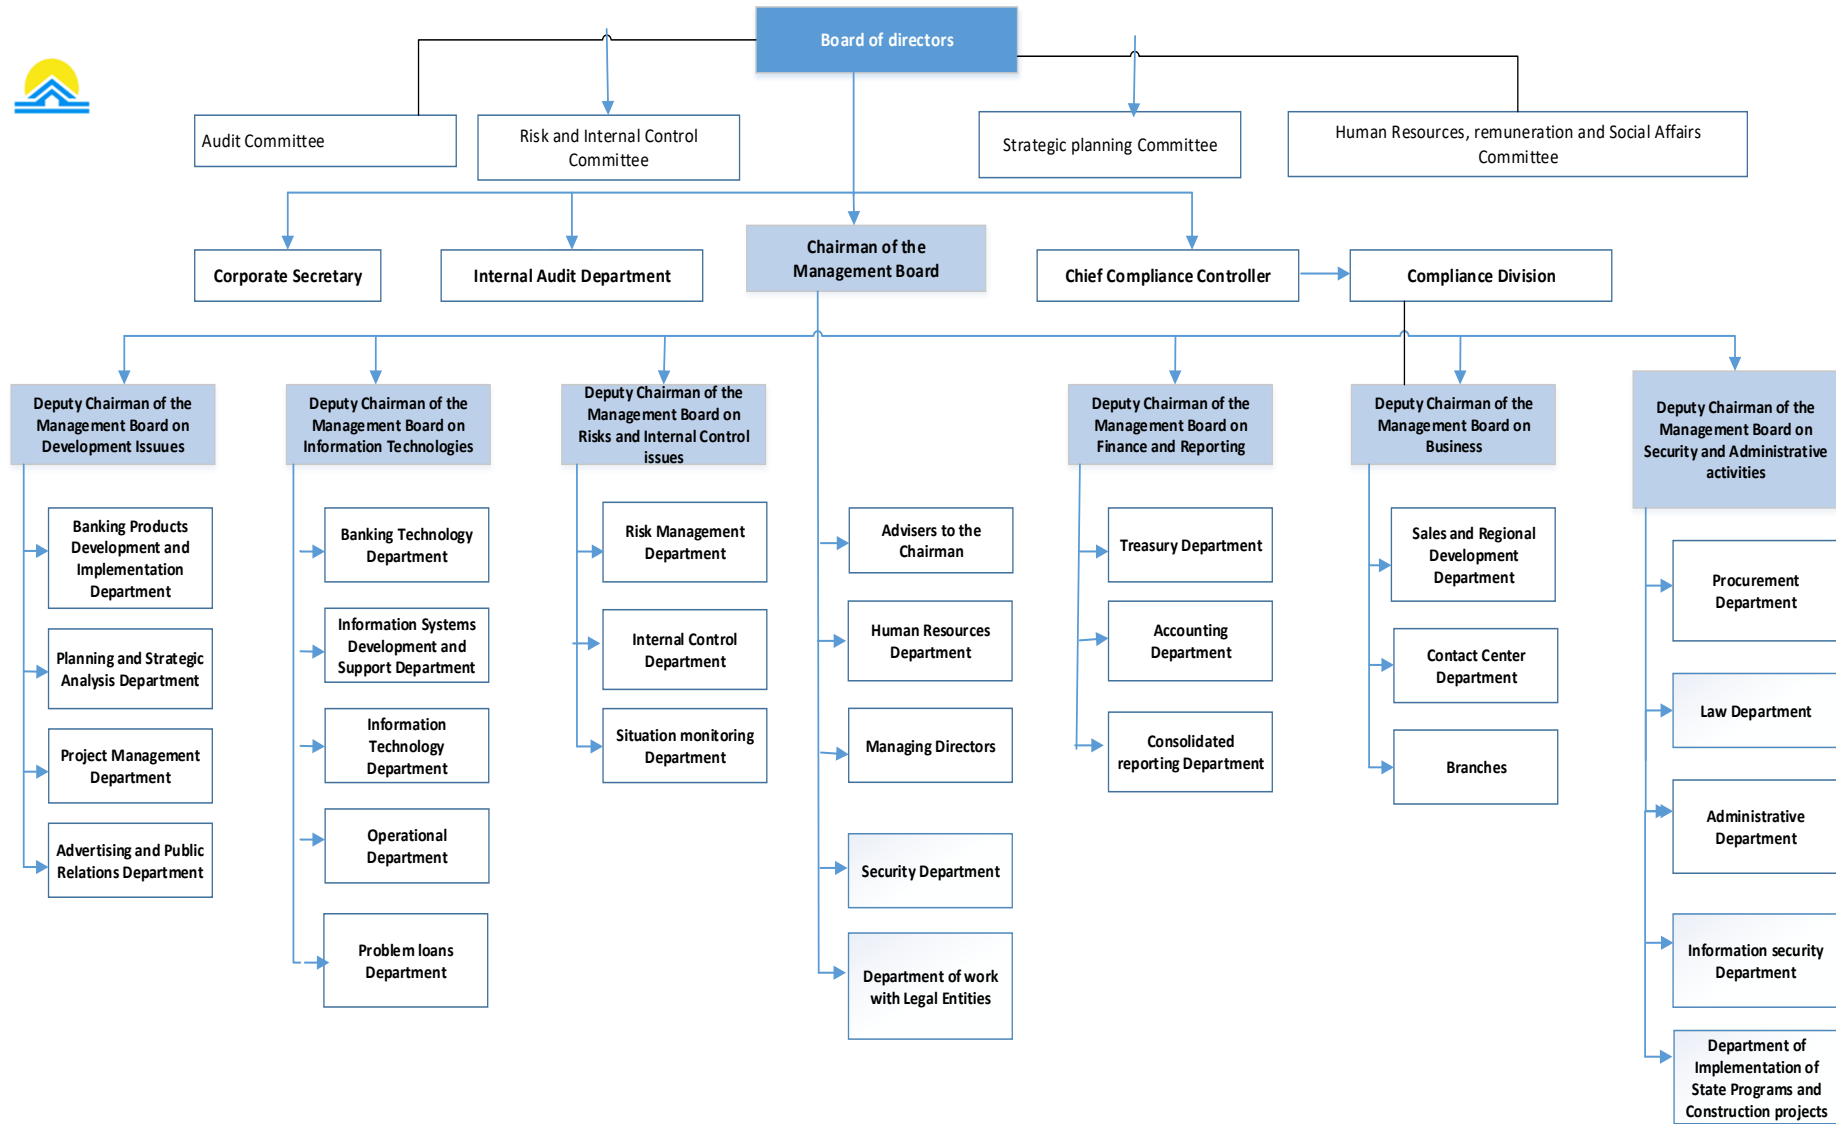 Board of directors
Audit Committee
Risk and Internal Control
Committee
Strategic planning Committee
Human Resources, remuneration and Social Affairs
Committee
Corporate Secretary
Internal Audit Department
Chairman of the
Management Board
Chief Compliance Controller
Compliance Division
Deputy Chairman of the
Management Board on
Development Issuues
Deputy Chairman of the
Management Board on
Information Technologies
Deputy Chairman of the
Management Board on
Risks and Internal Control
issues
Deputy Chairman of the
Management Board on
Finance and Reporting
Deputy Chairman of the
Management Board on
Business
Deputy Chairman of the
Management Board on
Security and Administrative
activities
Banking Products
Development and
Implementation
Department
Planning and Strategic
Analysis Department
Project Management
Department
Advertising and Public
Relations Department
Banking Technology
Department
Information Systems
Development and
Support Department
Information
Technology
Department
Operational
Department
Problem loans
Department
Risk Management
Department
Internal Control
Department
Situation monitoring
Department
Advisers to the
Chairman
Human Resources
Department
Managing Directors
Security Department
Department of work
with Legal Entities
Treasury Department
Accounting
Department
Consolidated
reporting Department
Sales and Regional
Development
Department
Contact Center
Department
Branches
Procurement
Department
Law Department
Administrative
Department
Information security
Department
Department of
Implementation of
State Programs and
Construction projects